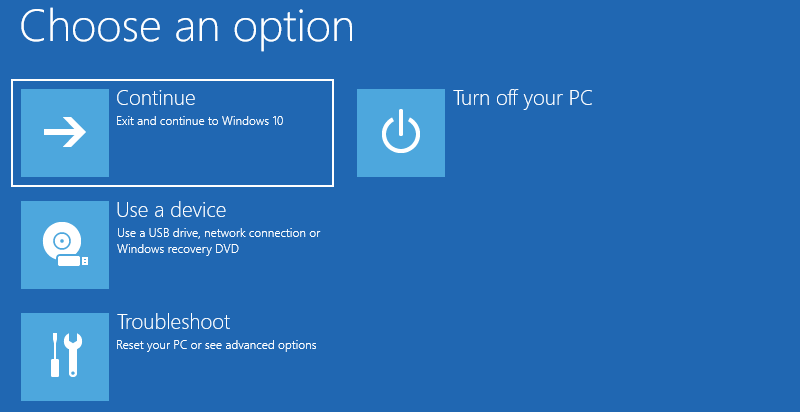 Choose an option
Continue
Exit and continue to Windows 10
Turn off your PC
Use a device
Use a USB drive, network connection or
Windows recovery DVD
Troubleshoot
Reset your PC or see advanced options